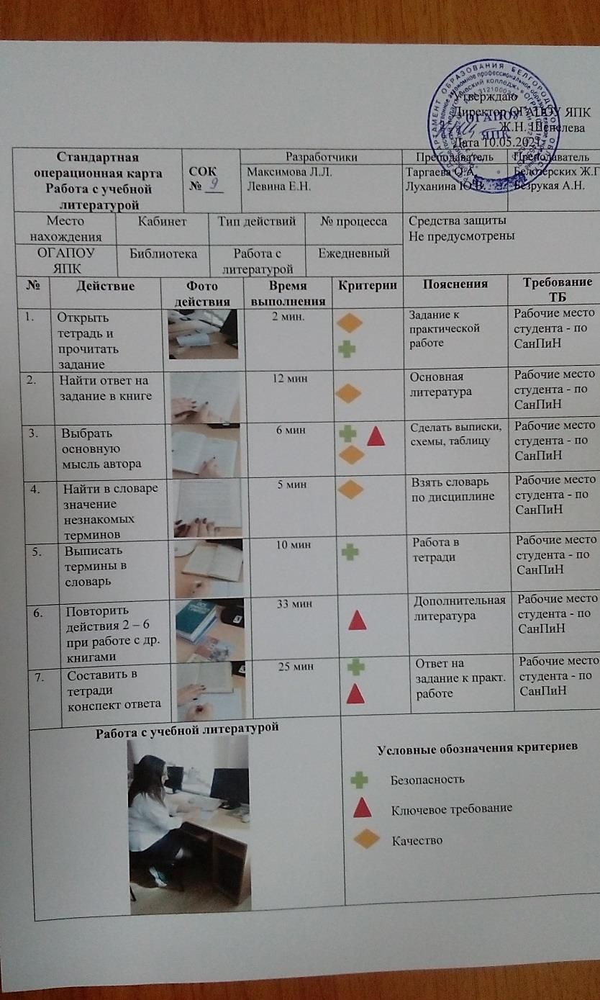 ДЕПАРТАМЕНТ ОБРАЗОВАНИЯ БЕЛГОРОДСКОЙ ОБЛАСТИ
ОГАПОУ
ЯПК
Утверждаю
Директор ОГАПОУ ЯПК
Ж.Н. Шепелева
Дата 10.05.2021
Стандартная
операционная карта
Работа с учебной
литературой
СОК
№ 9
Разработчики
Преподаватель
Преподаватель
Максимова Л.Л.
Левина Е.Н.
Таргаева О.А.
Луханина Ю.В.
Белозерских Ж.Г
Безрукая А.Н.
Место
нахождения
Кабинет
Тип действий
№ процесса
Средства защиты
Не предусмотрены
ОГАПОУ
ЯПК
Библиотека
Работа с
литературой
Ежедневный
№
Действие
Фото
действия
Время
выполнения
Критерии
Пояснения
Требование
ТБ
1.
Открыть
тетрадь и
прочитать
задание
2 мин.
Задание к
практической
работе
Рабочие место
студента - по
СанПиН
2.
Найти ответ на
задание в книге
12 мин
Основная
литература
Рабочие место
студента - по
СанПиН
3.
Выбрать
основную
мысль автора
6 мин
Сделать выписки,
схемы, таблицу
Рабочие место
студента - по
СанПиН
4.
Найти в словаре
значение
незнакомых
терминов
5 мин
Взять словарь
по дисциплине
Рабочие место
студента - по
СанПиН
5.
Выписать
термины в
словарь
10 мин
Работа в
тетради
Рабочие место
студента - по
СанПиН
6.
Повторить
действия 2 – 6
при работе с др.
книгами
33 мин
Дополнительная
литература
Рабочие место
студента - по
СанПиН
7.
Составить в
тетради
конспект ответа
25 мин
Ответ на
задание к практ.
работе
Рабочие место
студента - по
СанПиН
Работа с учебной литературой
Условные обозначения критериев
Безопасность
Ключевое требование
Качество